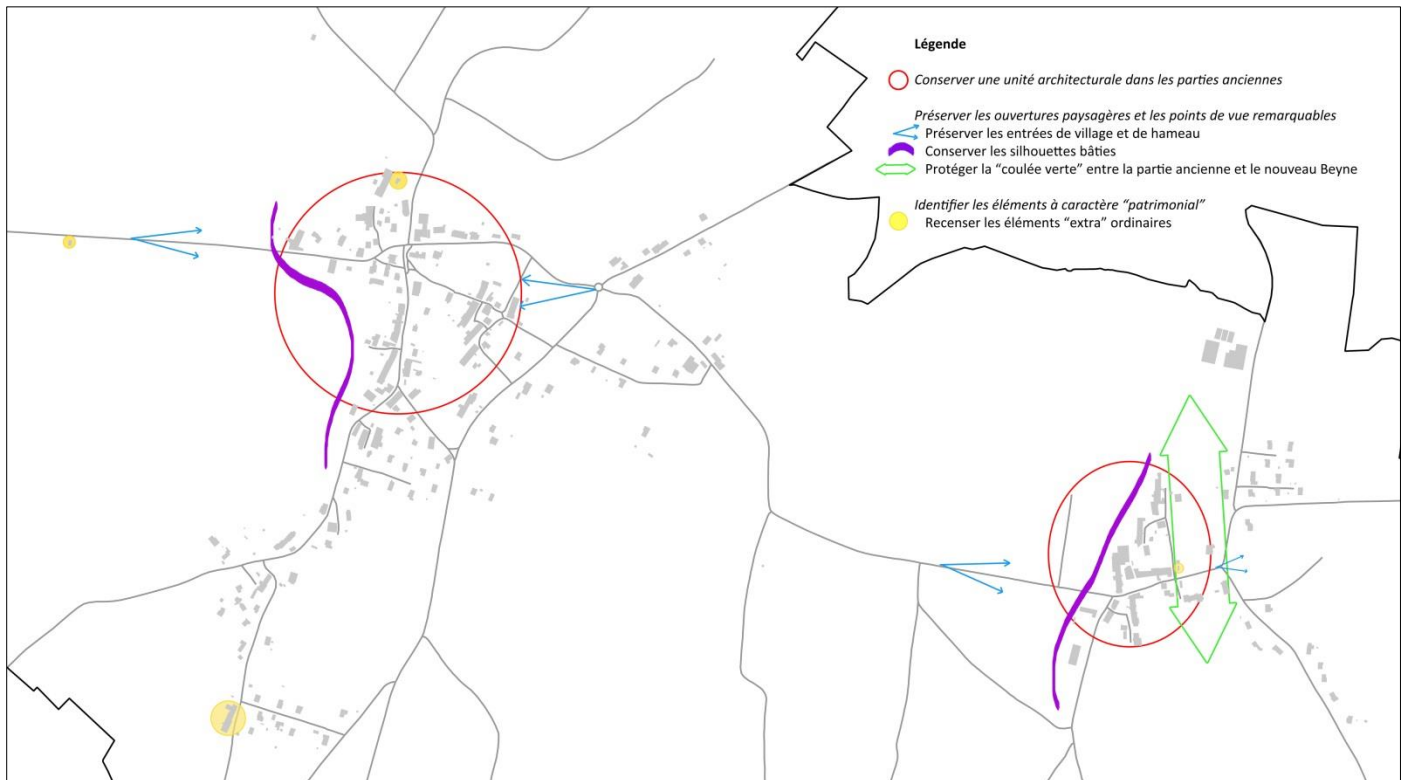 Légende
Conserver une unité architecturale dans les parties anciennes
Préserver les ouvertures paysagères et les points de vue remarquables
Préserver les entrées de village et de hameau
Conserver les silhouettes bâties
Protéger la “coulée verte” entre la partie ancienne et le nouveau Beyne
Identifier les éléments à caractère “patrimonial”
Recenser les éléments “extra” ordinaires